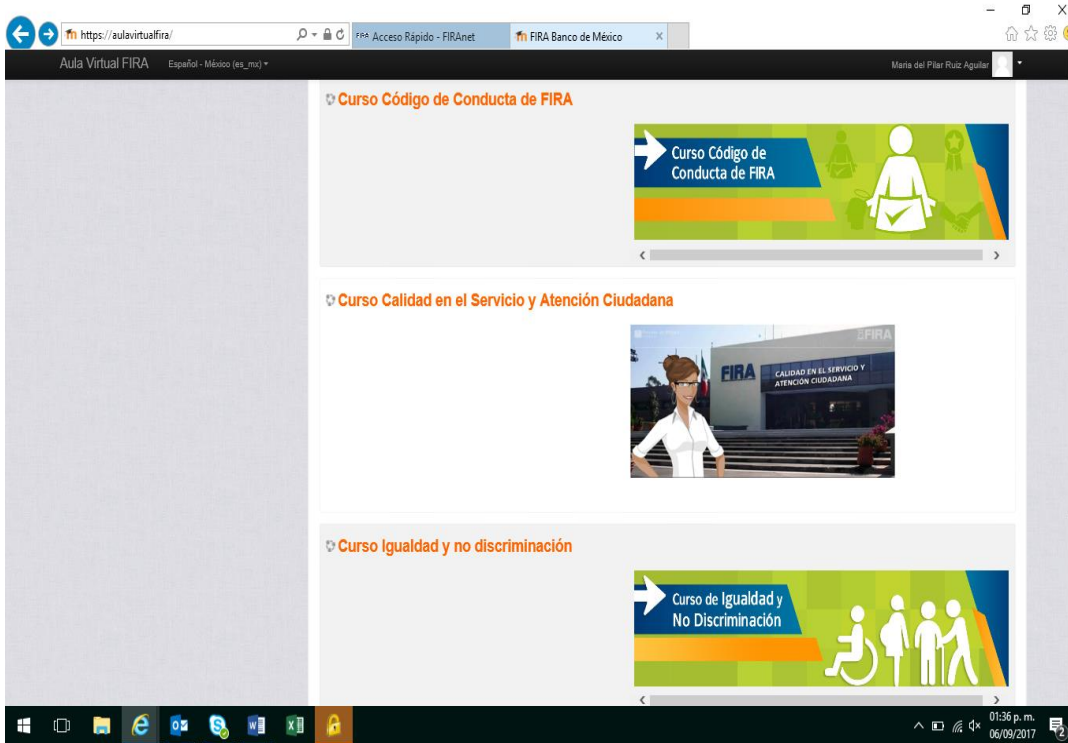 https://aulavirtualfira/
FIRA Acceso Rápido - FIRAnet
FIRA Banco de México
Aula Virtual FIRA
Español - México (es_mx)
Maria del Pilar Ruiz Aguilar
Curso Código de Conducta de FIRA
Curso Código de
Conducta de FIRA
Curso Calidad en el Servicio y Atención Ciudadana
FIRA
FIRA
CALIDAD EN EL SERVICIO Y
ATENCIÓN CIUDADANA
Curso Igualdad y no discriminación
Curso de Igualdad y
No Discriminación
01:36 p. m.
06/09/2017
2